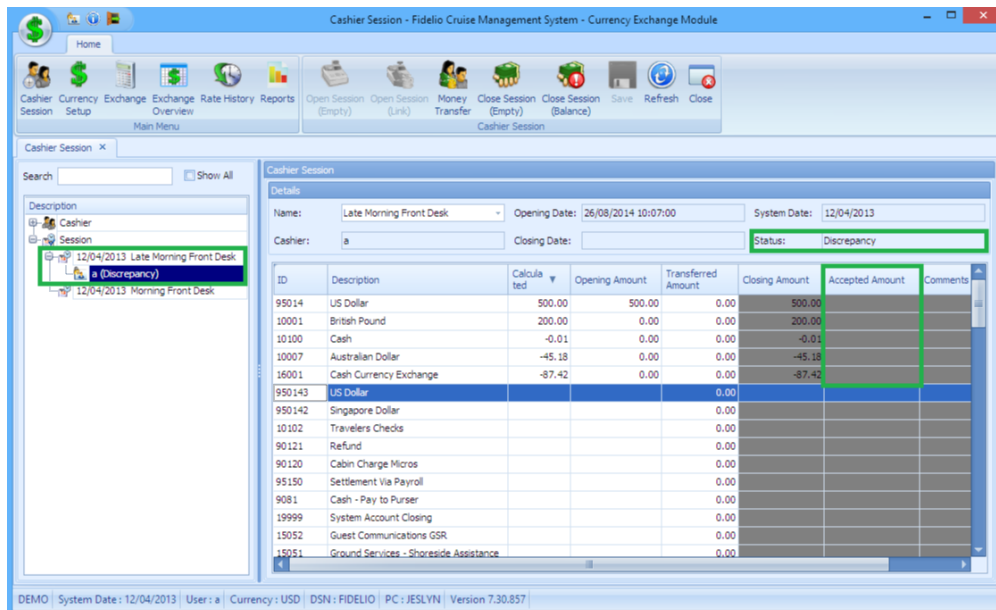 Cashier Session - Fidelio Cruise Management System - Currency Exchange Module
Home
Cashier Session
Currency Setup
Exchange
Exchange Overview
Rate History
Reports
Open Session (Empty)
Open Session (Link)
Money Transfer
Close Session (Empty)
Close Session (Balance)
Save
Refresh
Close
Main Menu
Cashier Session
Cashier Session ×
Search
Show All
Description
Cashier
Session
12/04/2013 Late Morning Front Desk
a (Discrepancy)
12/04/2013 Morning Front Desk
Cashier Session
Details
Name: Late Morning Front Desk Opening Date: 26/08/2014 10:07:00 System Date: 12/04/2013
Cashier: a Closing Date: Status: Discrepancy
ID Description Calculated Opening Amount Transferred Amount Closing Amount Accepted Amount Comments
95014 US Dollar 500.00 500.00 0.00 500.00
10001 British Pound 200.00 0.00 0.00 200.00
10100 Cash -0.01 0.00 0.00 -0.01
10007 Australian Dollar -45.18 0.00 0.00 -45.18
16001 Cash Currency Exchange -87.42 0.00 0.00 -87.42
950143 US Dollar 0.00
950142 Singapore Dollar 0.00
10102 Travelers Checks 0.00
90121 Refund 0.00
90120 Cabin Charge Micros 0.00
95150 Settlement Via Payroll 0.00
9081 Cash - Pay to Purser 0.00
19999 System Account Closing 0.00
15052 Guest Communications GSR 0.00
15051 Ground Services - Shoreside Assistance 0.00
DEMO System Date : 12/04/2013 User : a Currency : USD DSN : FIDELIO PC : JESLYN Version 7.30.857